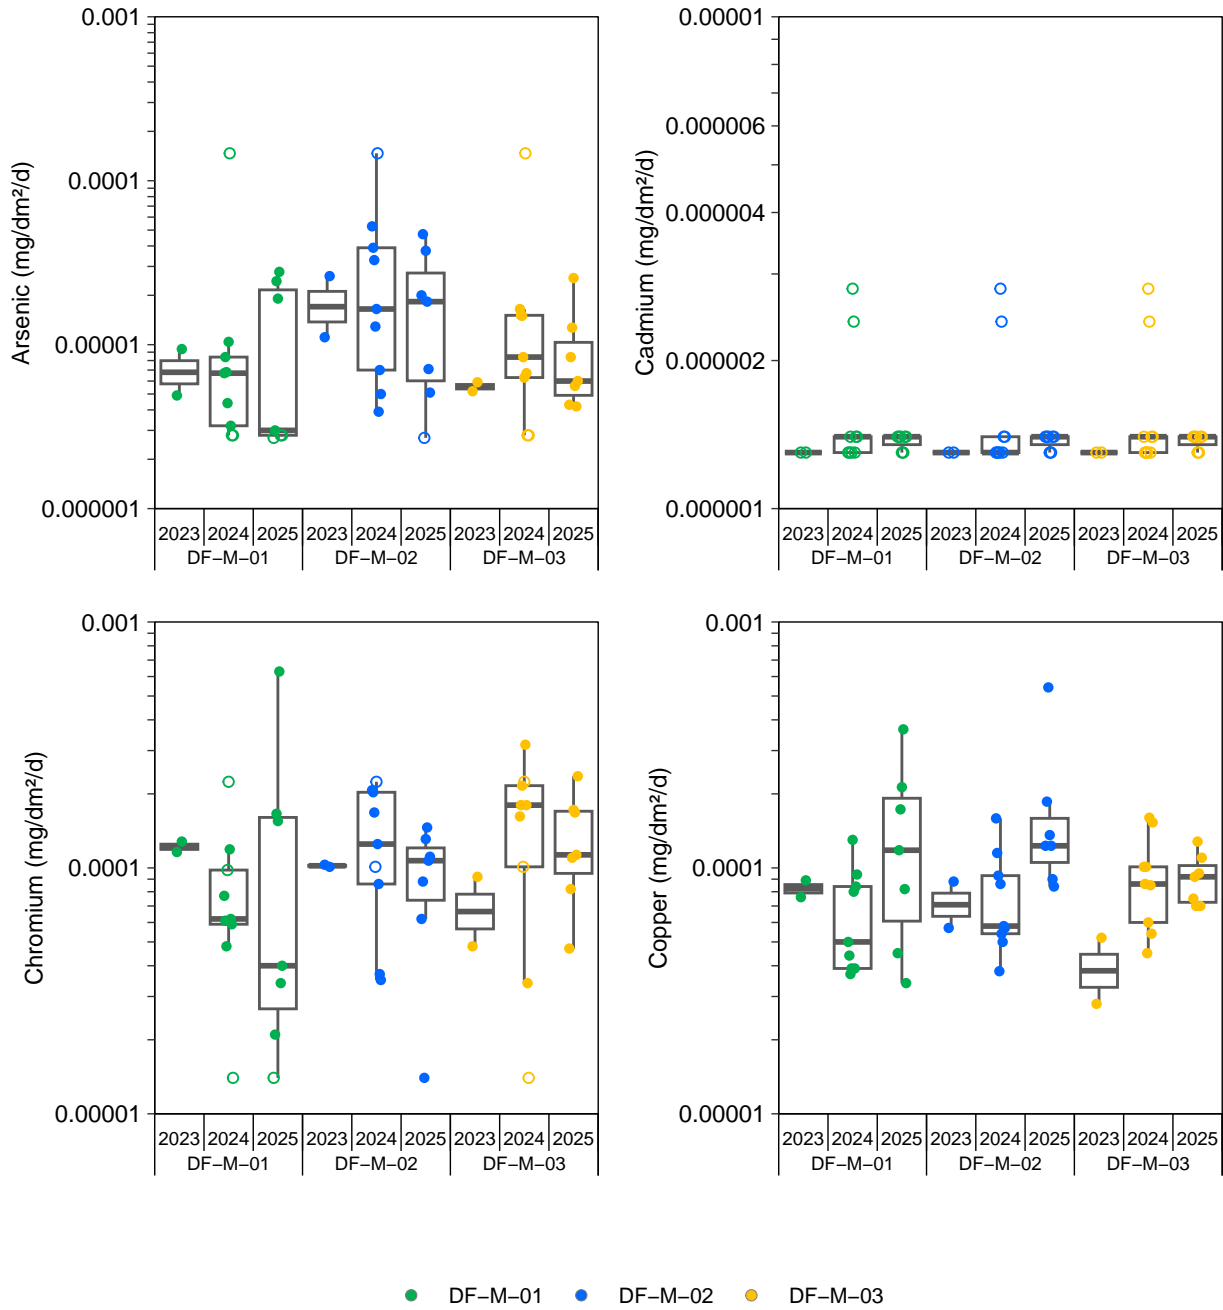 Arsenic (mg/dm²/d)
0.001
0.0001
0.00001
0.000001
2023 2024 2025 2023 2024 2025 2023 2024 2025
DF−M−01 DF−M−02 DF−M−03
Cadmium (mg/dm²/d)
0.00001
0.000006
0.000004
0.000002
0.000001
2023 2024 2025 2023 2024 2025 2023 2024 2025
DF−M−01 DF−M−02 DF−M−03
Chromium (mg/dm²/d)
0.001
0.0001
0.00001
2023 2024 2025 2023 2024 2025 2023 2024 2025
DF−M−01 DF−M−02 DF−M−03
Copper (mg/dm²/d)
0.001
0.0001
0.00001
2023 2024 2025 2023 2024 2025 2023 2024 2025
DF−M−01 DF−M−02 DF−M−03
DF−M−01 DF−M−02 DF−M−03